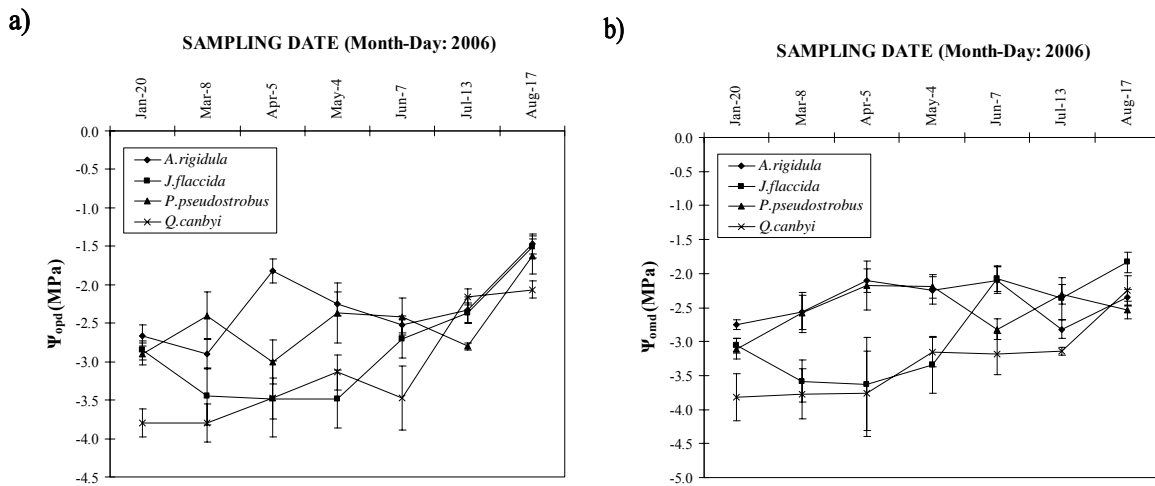 a)
SAMPLING DATE (Month-Day: 2006)
Jan-20
Mar-8
Apr-5
May-4
Jun-7
Jul-13
Aug-17
0.0
-0.5
-1.0
-1.5
-2.0
-2.5
-3.0
-3.5
-4.0
-4.5
Ψopd (MPa)
A.rigidula
J.flaccida
P.pseudostrobus
Q.canbyi
b)
SAMPLING DATE (Month-Day: 2006)
Jan-20
Mar-8
Apr-5
May-4
Jun-7
Jul-13
Aug-17
0.0
-0.5
-1.0
-1.5
-2.0
-2.5
-3.0
-3.5
-4.0
-4.5
-5.0
Ψomd (MPa)
A.rigidula
J.flaccida
P.pseudostrobus
Q.canbyi